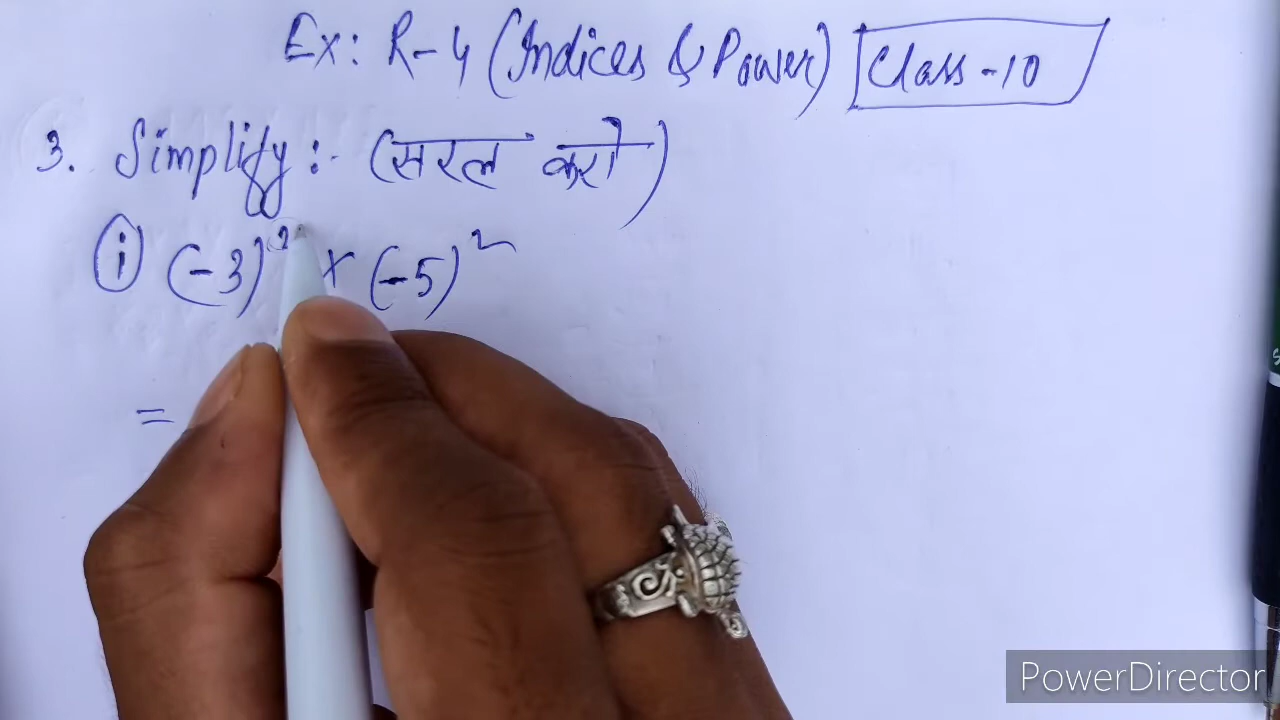 Ex: R-4 (Indices & Power) Class-10
3. Simplify:- (सरल करो)
i (-3)² × (-5)²
=
PowerDirector